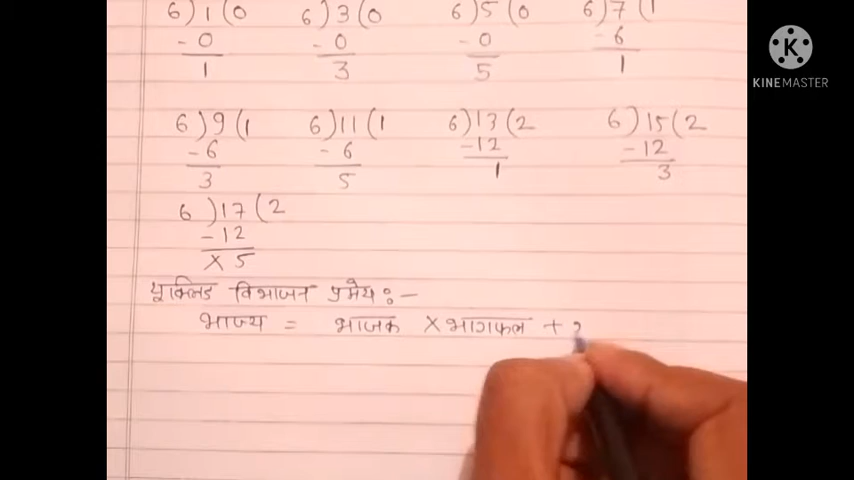 6 ) 1 ( 0 6 ) 3 ( 0 6 ) 5 ( 0 6 ) 7 ( 1
- 0 - 0 - 0 - 6
1 3 5 1
KINEMASTER
6 ) 9 ( 1 6 ) 11 ( 1 6 ) 13 ( 2 6 ) 15 ( 2
- 6 - 6 - 12 - 12
3 5 1 3
6 ) 17 ( 2
- 12
× 5
यूक्लिड विभाजन प्रमेय :-
भाज्य = भाजक × भागफल +